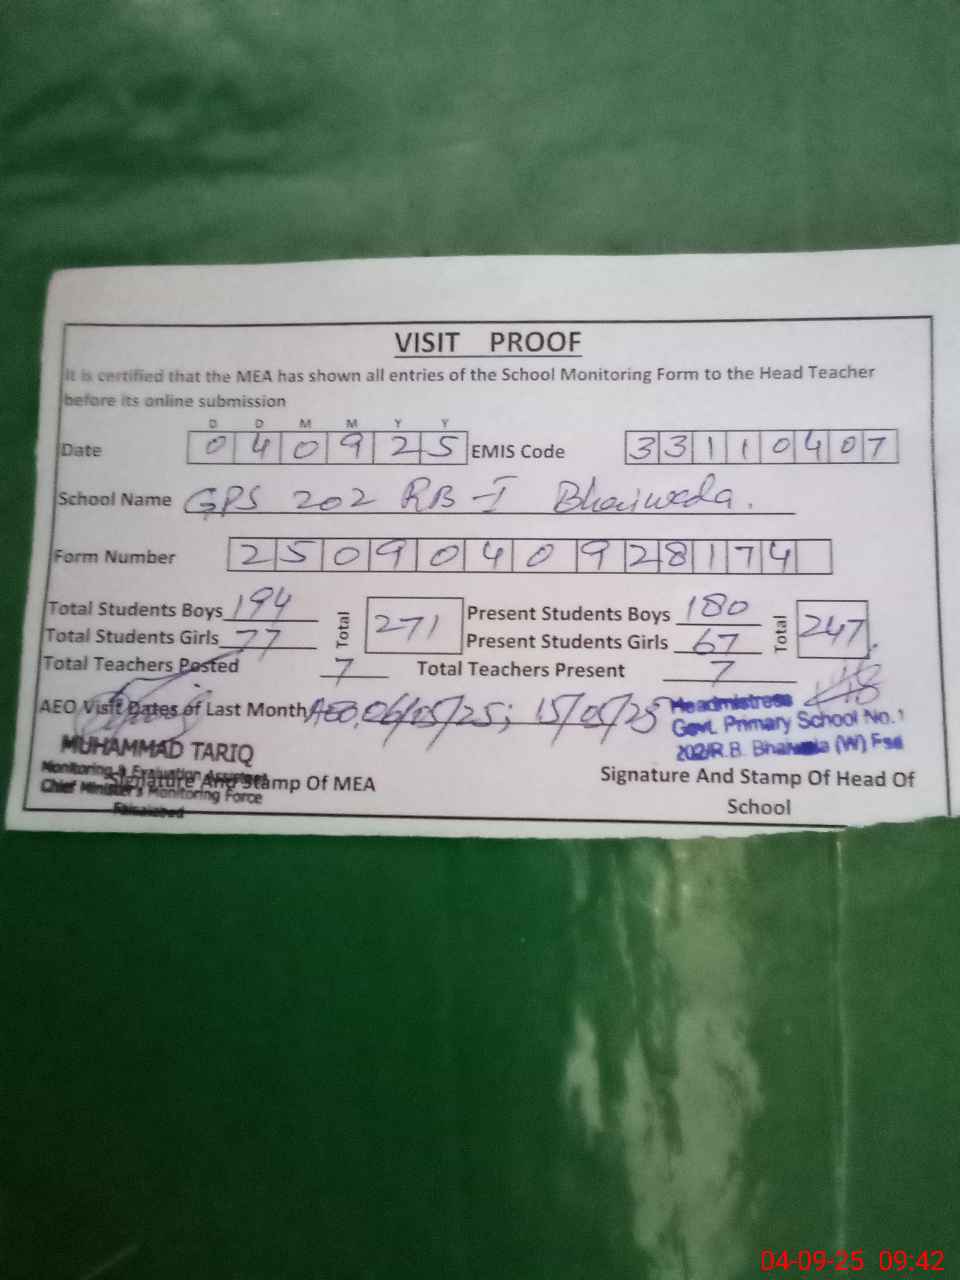 VISIT PROOF
It is certified that the MEA has shown all entries of the School Monitoring Form to the Head Teacher
before its online submission
D D M M Y Y
Date 0 4 0 9 2 5 EMIS Code 3 3 1 1 0 4 0 7
School Name GPS 202 RB-I Bhaiwala.
Form Number 2 5 0 9 0 4 0 9 2 8 1 7 4
Total Students Boys 194 Total 271 Present Students Boys 180 Total 247
Total Students Girls 77 Present Students Girls 67
Total Teachers Posted 7 Total Teachers Present 7
AEO Visit Dates of Last Month AEO, 06/05/25; 15/05/25
Headmistress
Govt. Primary School No.1
202/R.B. Bhaiwala (W) Fsd
MUHAMMAD TARIQ
Monitoring & Evaluation Assistant
Chief Minister's Monitoring Force
Faisalabad
Signature And Stamp Of MEA
Signature And Stamp Of Head Of
School
04-09-25 09:42